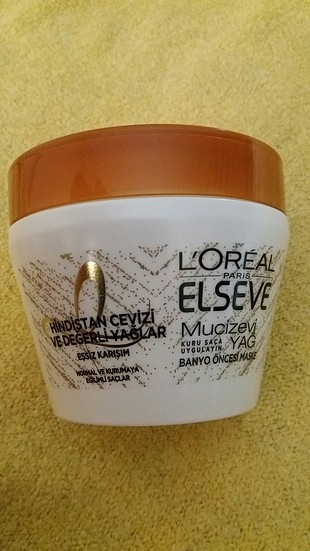 L'ORÉAL
PARIS
ELSEVE
Mucizevi
KURU SAÇA
UYGULAYIN
YAĞ
BANYO ÖNCESİ MASKE
HİNDİSTAN CEVİZİ
VE DEĞERLİ YAĞLAR
EŞSİZ KARIŞIM
NORMAL VE KURUMAYA
EĞİLİMLİ SAÇLAR